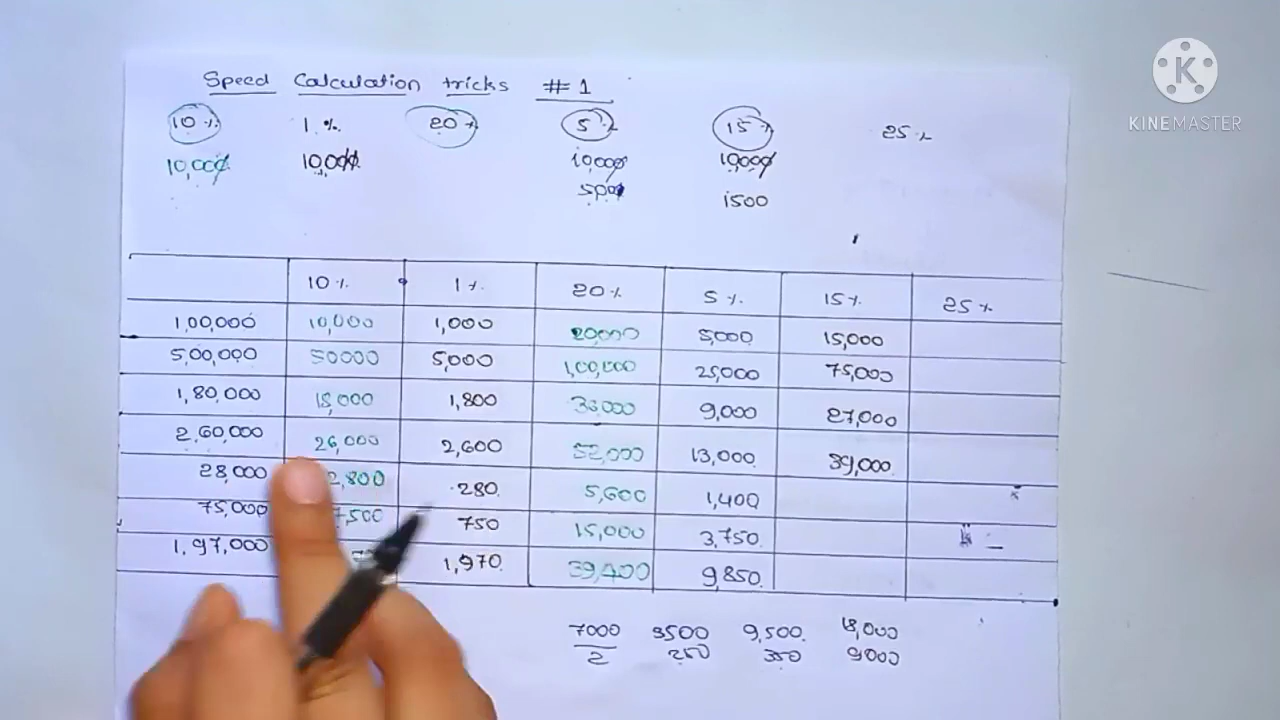 Speed Calculation tricks #1
10% 1% 20% 5% 15% 25%
10,000 10,000 10,000 10,000
500 1500
10% 1% 20% 5% 15% 25%
1,00,000 10,000 1,000 20000 5,000 15,000
5,00,000 50000 5,000 1,00,000 25,000 75,000
1,80,000 18,000 1,800 36,000 9,000 27,000
2,60,000 26,000 2,600 52,000 13,000 39,000
28,000 2,800 280 5,600 1,400
75,000 7,500 750 15,000 3,750
1,97,000 1,970 39,400 9,850
7000 3500 9,500 18,000
2 250 350 9000
K
KINEMASTER